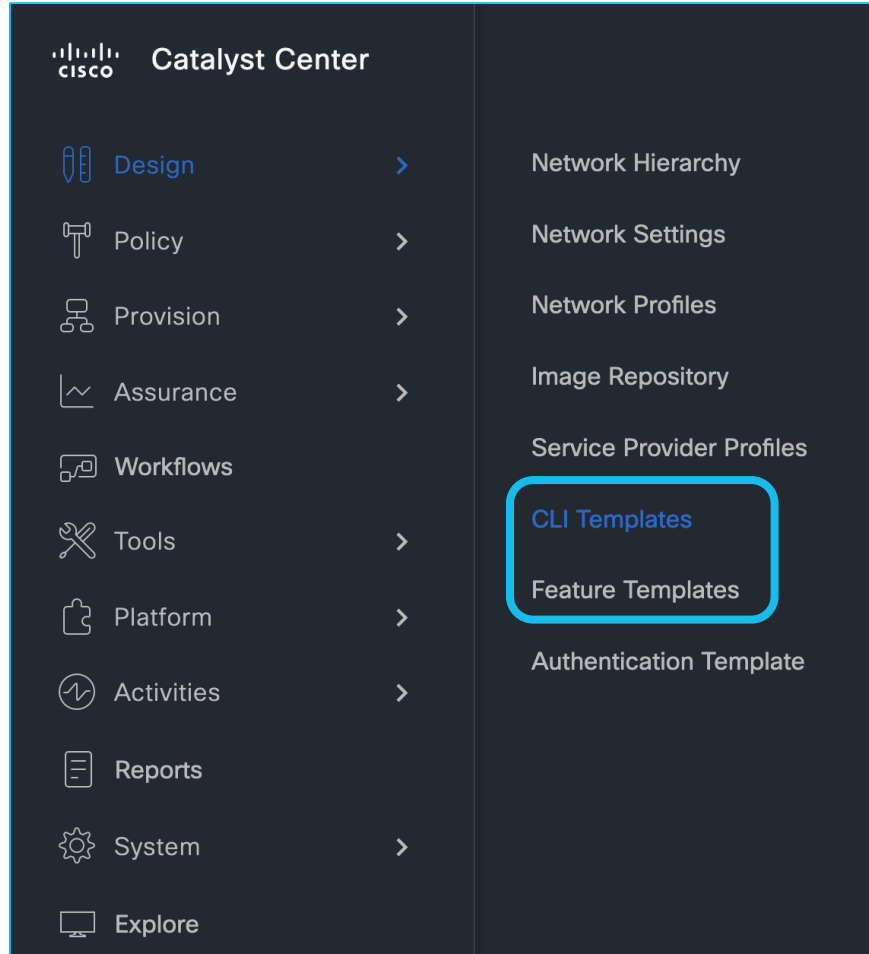 CISCO
Catalyst Center
Design
Policy
Provision
Assurance
Workflows
Tools
Platform
Activities
Reports
System
Explore
Network Hierarchy
Network Settings
Network Profiles
Image Repository
Service Provider Profiles
CLI Templates
Feature Templates
Authentication Template